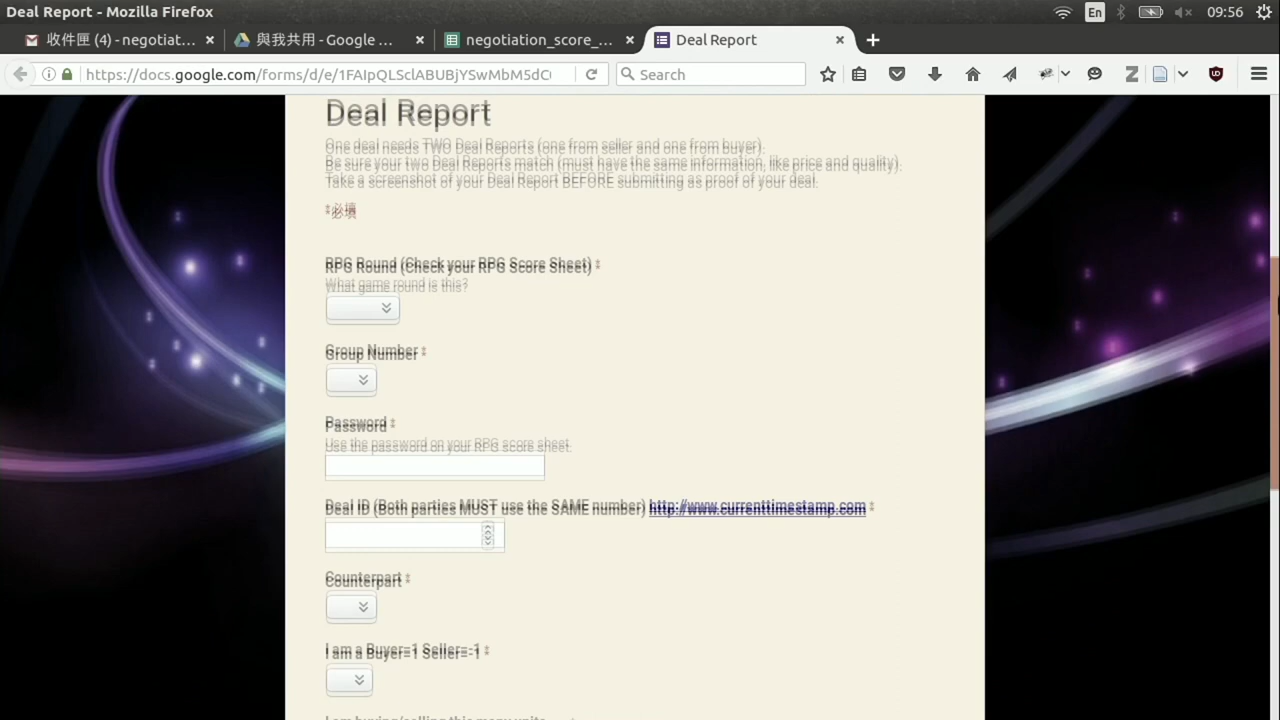 Deal Report - Mozilla Firefox
En
09:56
收件匣 (4) - negotiat…
與我共用 - Google …
negotiation_score_…
Deal Report
https://docs.google.com/forms/d/e/1FAIpQLSclABUBjYSwMbM5dC
Search
Deal Report
One deal needs TWO Deal Reports (one from seller and one from buyer).
Be sure your two Deal Reports match (must have the same information, like price and quality).
Take a screenshot of your Deal Report BEFORE submitting as proof of your deal.
*必填
RPG Round (Check your RPG Score Sheet) *
What game round is this?
Group Number *
Password *
Use the password on your RPG score sheet.
Deal ID (Both parties MUST use the SAME number) http://www.currenttimestamp.com *
Counterpart *
I am a Buyer=1 Seller=-1 *
I am buying/selling this many units